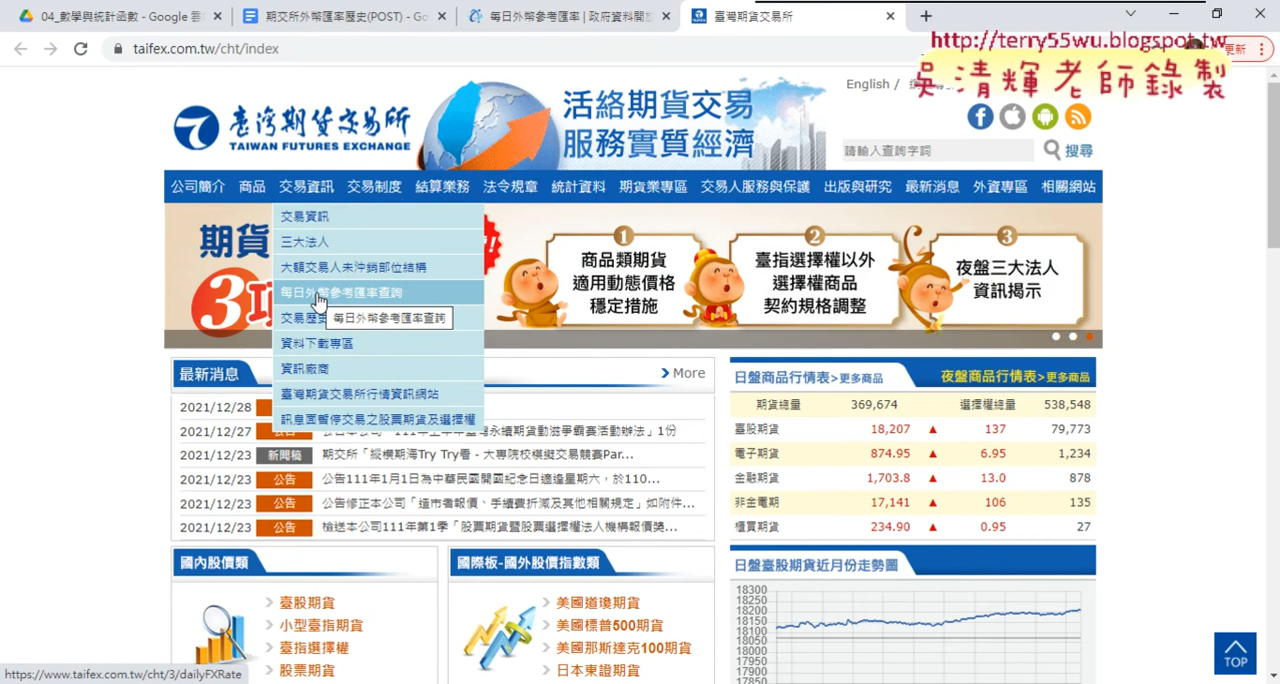 04_數學與統計函數 - Google 雲
期交所外幣匯率歷史(POST) - Go
每日外幣參考匯率 | 政府資料開放
臺灣期貨交易所
taifex.com.tw/cht/index
更新
http://terry55wu.blogspot.tw
吳清輝老師錄製
臺灣期貨交易所
TAIWAN FUTURES EXCHANGE
活絡期貨交易
服務實質經濟
English /
請輸入查詢字詞
搜尋
公司簡介 商品 交易資訊 交易制度 結算業務 法令規章 統計資料 期貨業專區 交易人服務與保護 出版與研究 最新消息 外資專區 相關網站
交易資訊
三大法人
大額交易人未沖銷部位結構
每日外幣參考匯率查詢
交易歷史
每日外幣參考匯率查詢
資料下載專區
資訊廠商
臺灣期貨交易所行情資訊網站
訊息面暫停交易之股票期貨及選擇權
期貨
3項
1
商品類期貨
適用動態價格
穩定措施
2
臺指選擇權以外
選擇權商品
契約規格調整
3
夜盤三大法人
資訊揭示
最新消息
More
2021/12/28
2021/12/27 公告
2021/12/23 新聞稿 期交所「縱橫期海Try Try看 - 大專院校模擬交易競賽Par...
2021/12/23 公告 公告111年1月1日為中華民國開國紀念日適逢星期六，於110...
2021/12/23 公告 公告修正本公司「造市者報價、手續費折減及其他相關規定」如附件...
2021/12/23 公告 檢送本公司111年第1季「股票期貨暨股票選擇權法人機構報價獎...
日盤商品行情表>更多商品
夜盤商品行情表>更多商品
期貨總量 369,674 選擇權總量 538,548
臺股期貨 18,207 ▲ 137 79,773
電子期貨 874.95 ▲ 6.95 1,234
金融期貨 1,703.8 ▲ 13.0 878
非金電期 17,141 ▲ 106 135
櫃買期貨 234.90 ▲ 0.95 27
國內股價類
臺股期貨
小型臺指期貨
臺指選擇權
股票期貨
國際板-國外股價指數類
美國道瓊期貨
美國標普500期貨
美國那斯達克100期貨
日本東證期貨
日盤臺股期貨近月份走勢圖
18300
18250
18200
18150
18100
18050
18000
17950
17900
17850
TOP
https://www.taifex.com.tw/cht/3/dailyFXRate